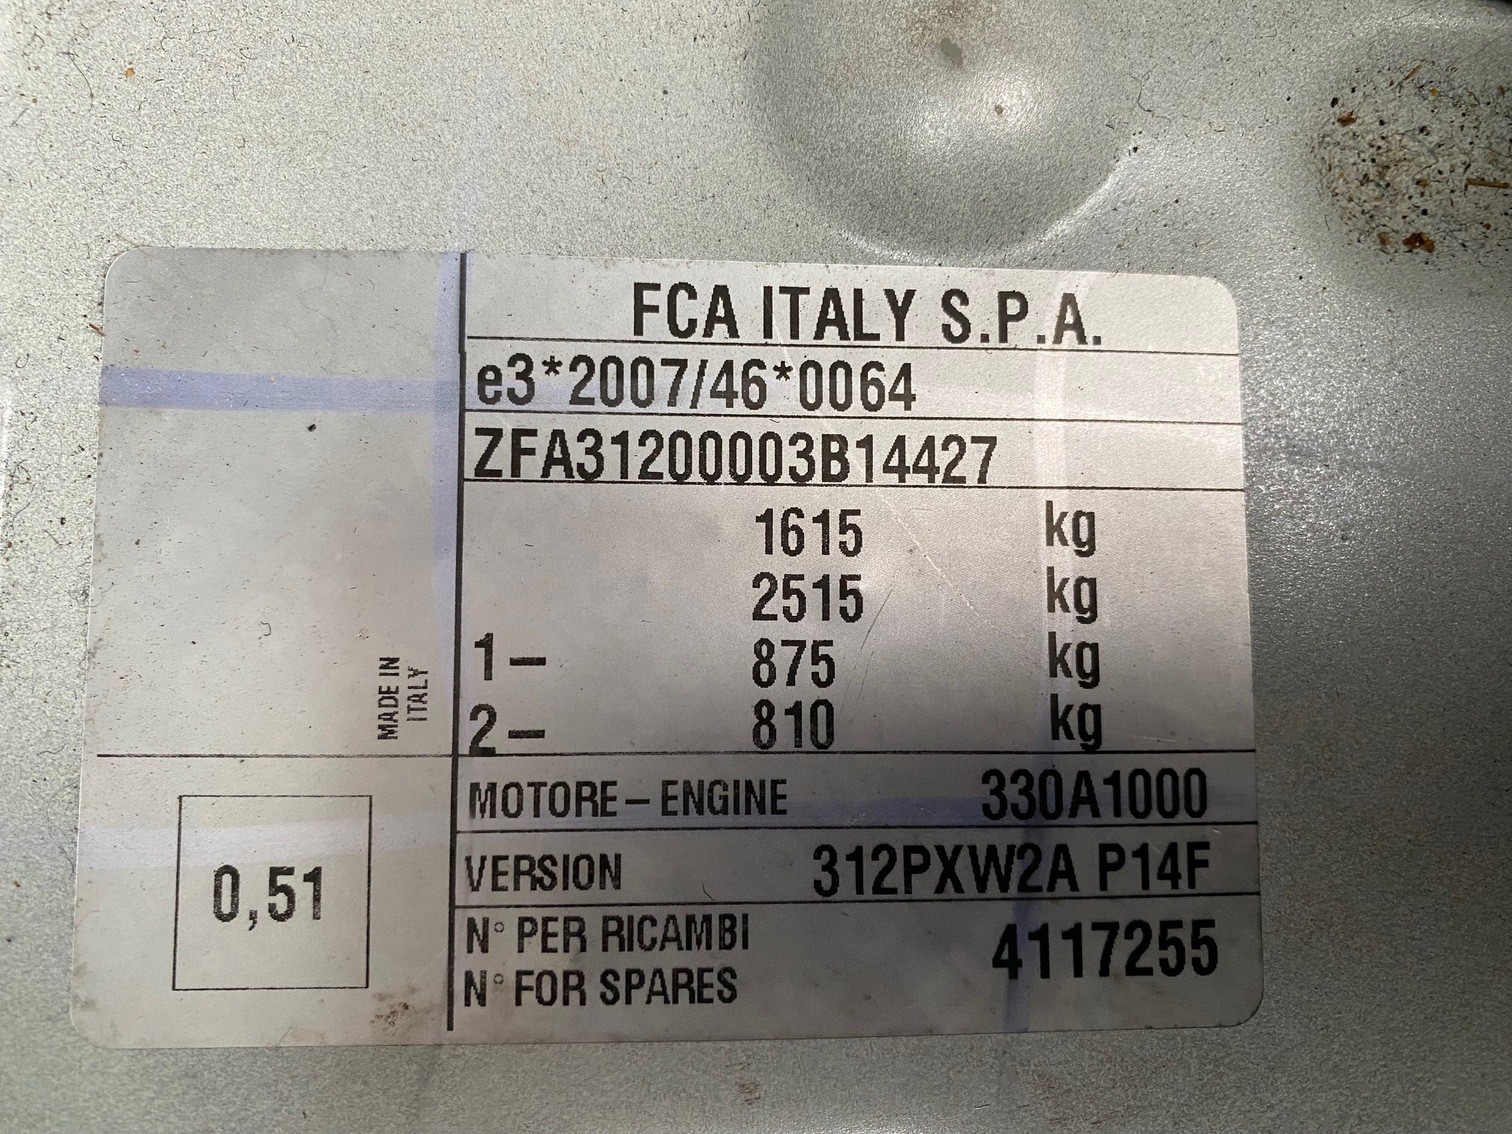 FCA ITALY S.P.A.
e3*2007/46*0064
ZFA31200003B14427
1615 kg
2515 kg
1- 875 kg
2- 810 kg
MADE IN
ITALY
MOTORE - ENGINE 330A1000
VERSION 312PXW2A P14F
0,51
N° PER RICAMBI
N° FOR SPARES 4117255